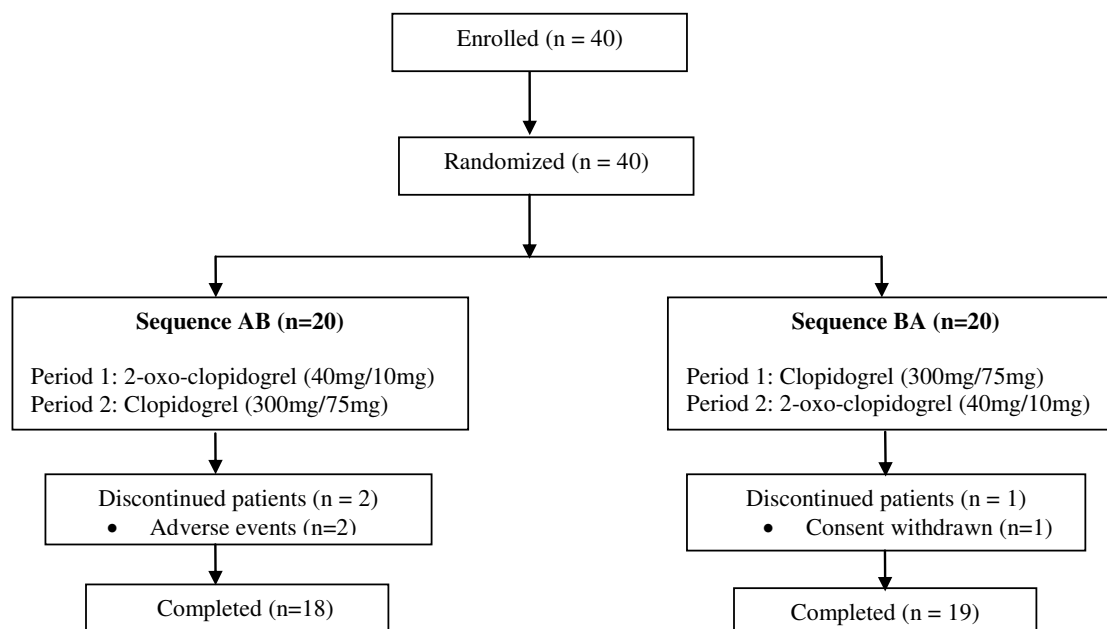 Enrolled (n = 40)
Randomized (n = 40)
Sequence AB (n=20)
Period 1: 2-oxo-clopidogrel (40mg/10mg)
Period 2: Clopidogrel (300mg/75mg)
Sequence BA (n=20)
Period 1: Clopidogrel (300mg/75mg)
Period 2: 2-oxo-clopidogrel (40mg/10mg)
Discontinued patients (n = 2)
• Adverse events (n=2)
Discontinued patients (n = 1)
• Consent withdrawn (n=1)
Completed (n=18)
Completed (n = 19)